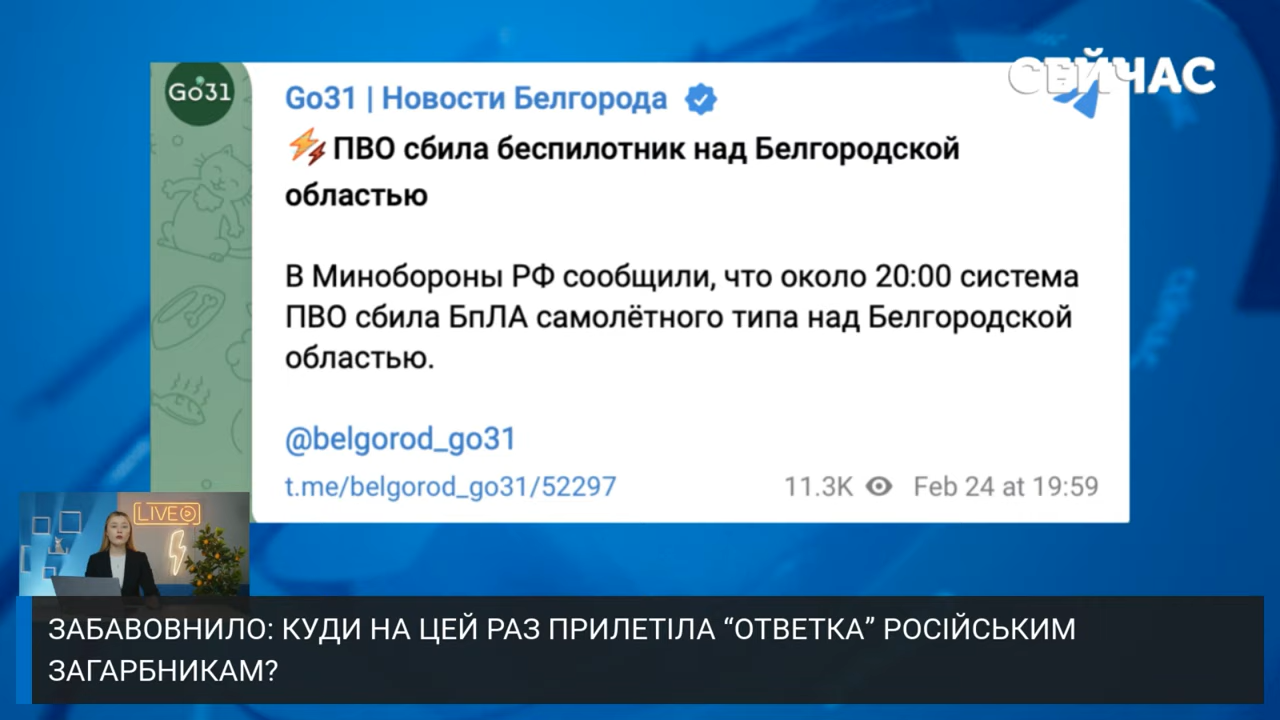 СЕЙЧАС
Go31
Go31 | Новости Белгорода
ПВО сбила беспилотник над Белгородской
областью
В Минобороны РФ сообщили, что около 20:00 система
ПВО сбила БпЛА самолётного типа над Белгородской
областью.
@belgorod_go31
t.me/belgorod_go31/52297 11.3K Feb 24 at 19:59
LIVE
ЗАБАВОВНИЛО: КУДИ НА ЦЕЙ РАЗ ПРИЛЕТІЛА “ОТВЕТКА” РОСІЙСЬКИМ
ЗАГАРБНИКАМ?